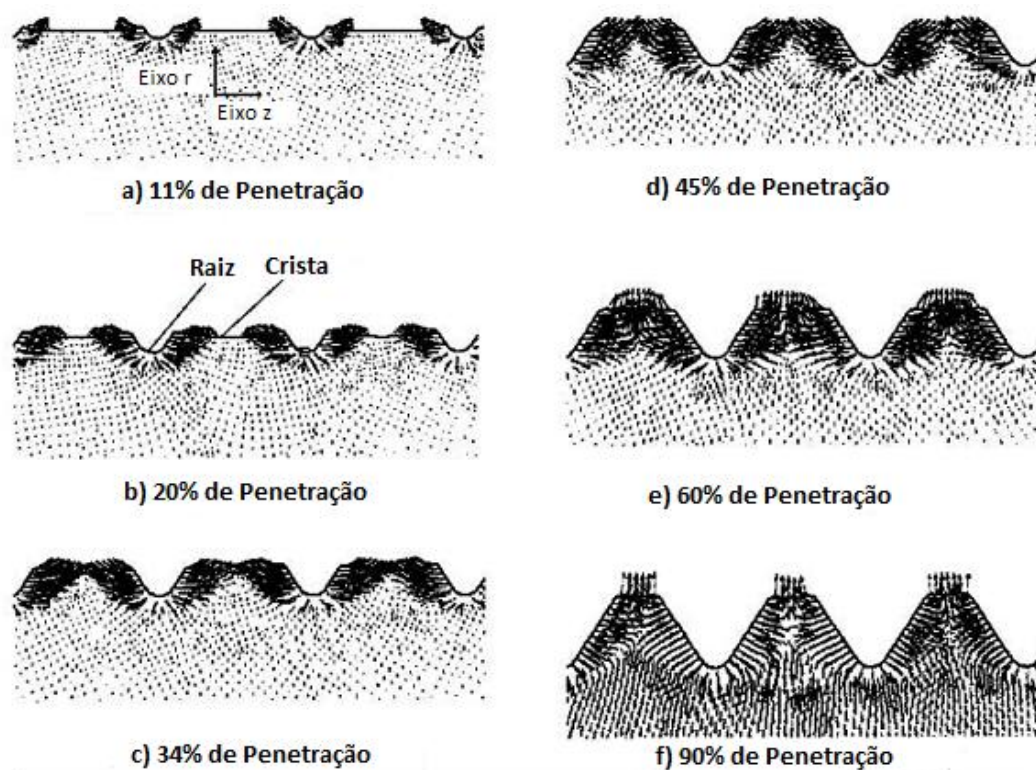 Eixo r
Eixo z
a) 11% de Penetração
Raiz
Crista
b) 20% de Penetração
c) 34% de Penetração
d) 45% de Penetração
e) 60% de Penetração
f) 90% de Penetração